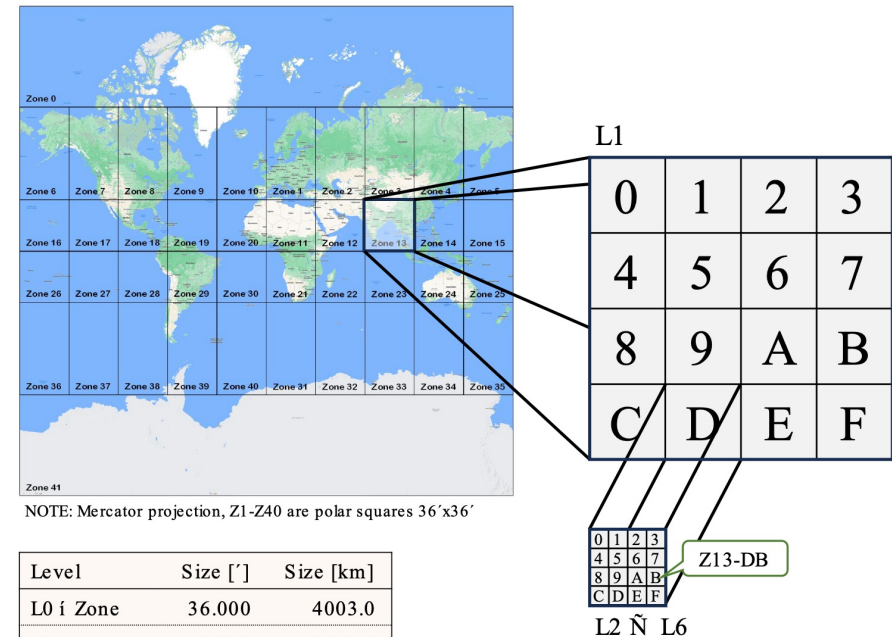 Zone 0
Zone 6 Zone 7 Zone 8 Zone 9 Zone 10 Zone 1 Zone 2 Zone 3 Zone 4 Zone 5
Zone 16 Zone 17 Zone 18 Zone 19 Zone 20 Zone 11 Zone 12 Zone 13 Zone 14 Zone 15
Zone 26 Zone 27 Zone 28 Zone 29 Zone 30 Zone 21 Zone 22 Zone 23 Zone 24 Zone 25
Zone 36 Zone 37 Zone 38 Zone 39 Zone 40 Zone 31 Zone 32 Zone 33 Zone 34 Zone 35
Zone 41
NOTE: Mercator projection, Z1-Z40 are polar squares 36´x36´
L1
0 1 2 3
4 5 6 7
8 9 A B
C D E F
0 1 2 3
4 5 6 7
8 9 A B
C D E F
Z13-DB
L2 Ñ L6
Level Size [´] Size [km]
L0 í Zone 36.000 4003.0